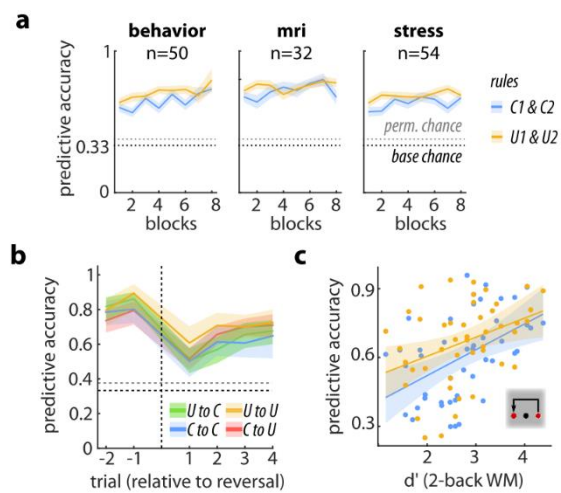 a
behavior
n=50
mri
n=32
stress
n=54
predictive accuracy
1
0.33
0
2 4 6 8
blocks
2 4 6 8
blocks
2 4 6 8
blocks
perm. chance
base chance
rules
C1 & C2
U1 & U2
b
predictive accuracy
1
0.8
0.6
0.4
0.2
0
-2 -1 1 2 3 4
trial (relative to reversal)
U to C
U to U
C to C
C to U
c
predictive accuracy
0.9
0.6
0.3
2 3 4
d' (2-back WM)